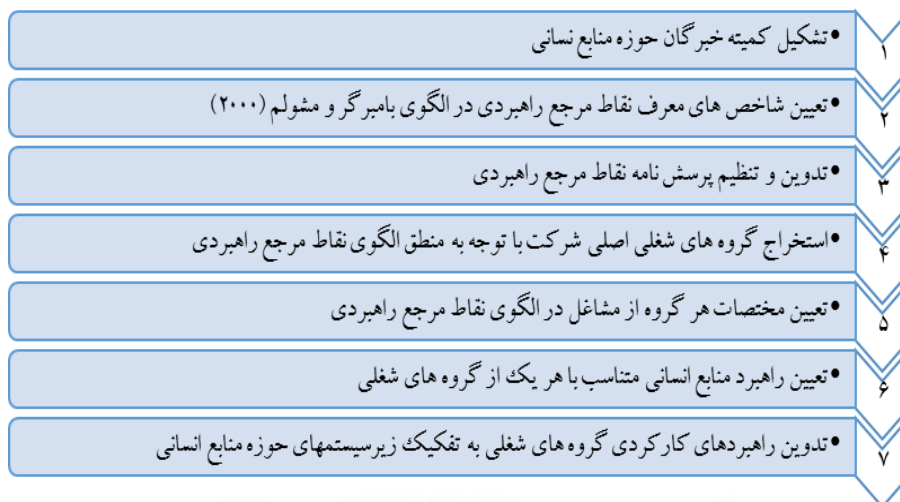 ۱ •تشکیل کمیته خبرگان حوزه منابع نسانی
۲ •تعیین شاخص های معرف نقاط مرجع راهبردی در الگوی بامبرگر و مشولم (۲۰۰۰)
۳ •تدوین و تنظیم پرسش نامه نقاط مرجع راهبردی
۴ •استخراج گروه های شغلی اصلی شرکت با توجه به منطق الگوی نقاط مرجع راهبردی
۵ •تعیین مختصات هر گروه از مشاغل در الگوی نقاط مرجع راهبردی
۶ •تعیین راهبرد منابع انسانی متناسب با هر یک از گروه های شغلی
۷ •تدوین راهبردهای کارکردی گروه های شغلی به تفکیک زیرسیستمهای حوزه منابع انسانی